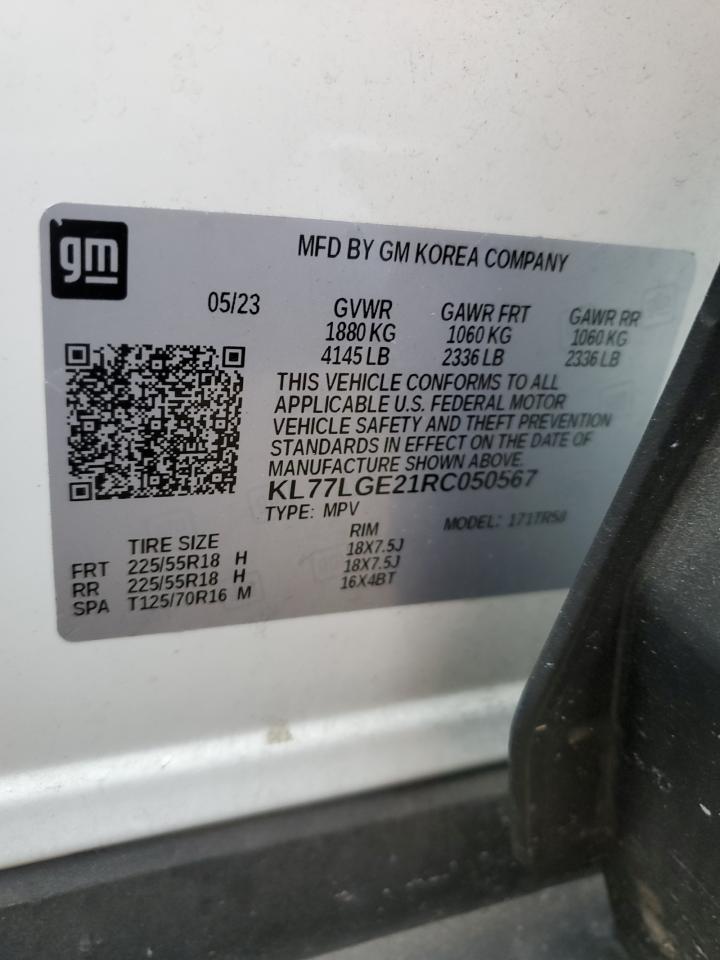 gm
MFD BY GM KOREA COMPANY
05/23 GVWR GAWR FRT GAWR RR
1880 KG 1060 KG 1060 KG
4145 LB 2336 LB 2336 LB
THIS VEHICLE CONFORMS TO ALL
APPLICABLE U.S. FEDERAL MOTOR
VEHICLE SAFETY AND THEFT PREVENTION
STANDARDS IN EFFECT ON THE DATE OF
MANUFACTURE SHOWN ABOVE.
KL77LGE21RC050567
TYPE: MPV MODEL: 171TR58
TIRE SIZE RIM
FRT 225/55R18 H 18X7.5J
RR 225/55R18 H 18X7.5J
SPA T125/70R16 M 16X4BT